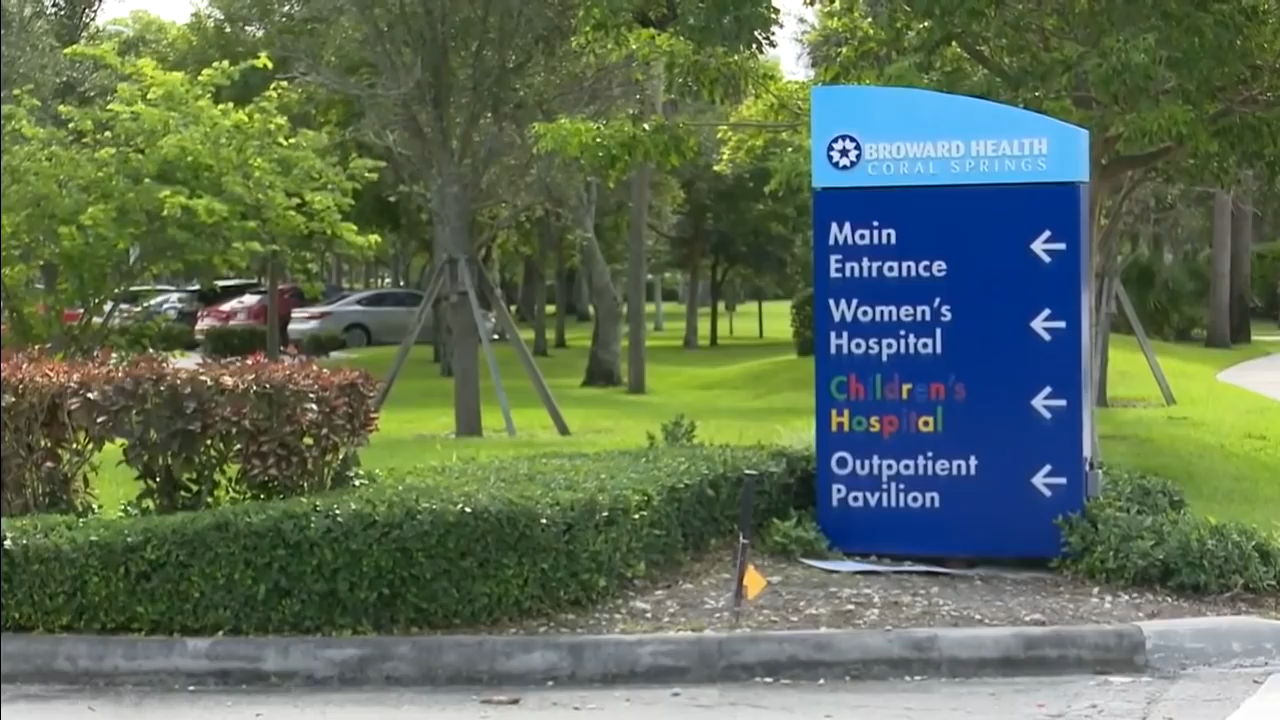 BROWARD HEALTH
CORAL SPRINGS
Main
Entrance
Women's
Hospital
Children's
Hospital
Outpatient
Pavilion